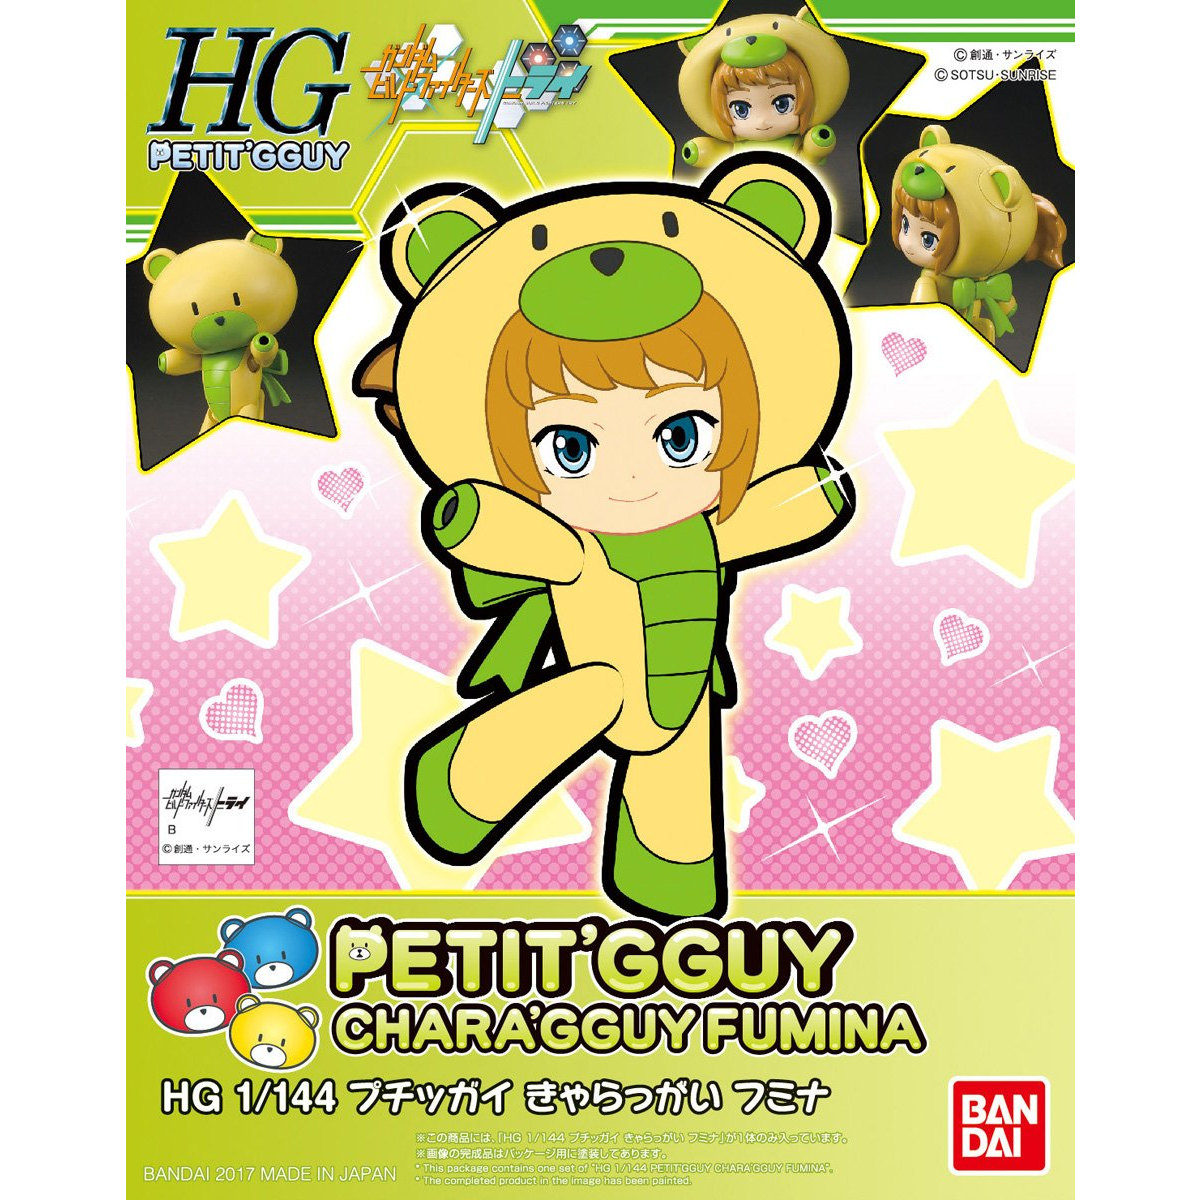 HG
PETIT'GGUY
ガンダム
ビルドファイターズ トライ
©創通・サンライズ
©SOTSU・SUNRISE
ガンダム
ビルドファイターズ トライ
B
©創通・サンライズ
PETIT'GGUY
CHARA'GGUY FUMINA
HG 1/144 プチッガイ きゃらっがい フミナ
※この商品には、「HG 1/144 プチッガイ きゃらっがい フミナ」が1体のみ入っています。
※画像の完成品はパッケージ用に塗装してあります。
* This package contains one set of "HG 1/144 PETIT'GGUY CHARA'GGUY FUMINA".
* The completed product in the image has been painted.
BANDAI 2017 MADE IN JAPAN
BAN
DAI